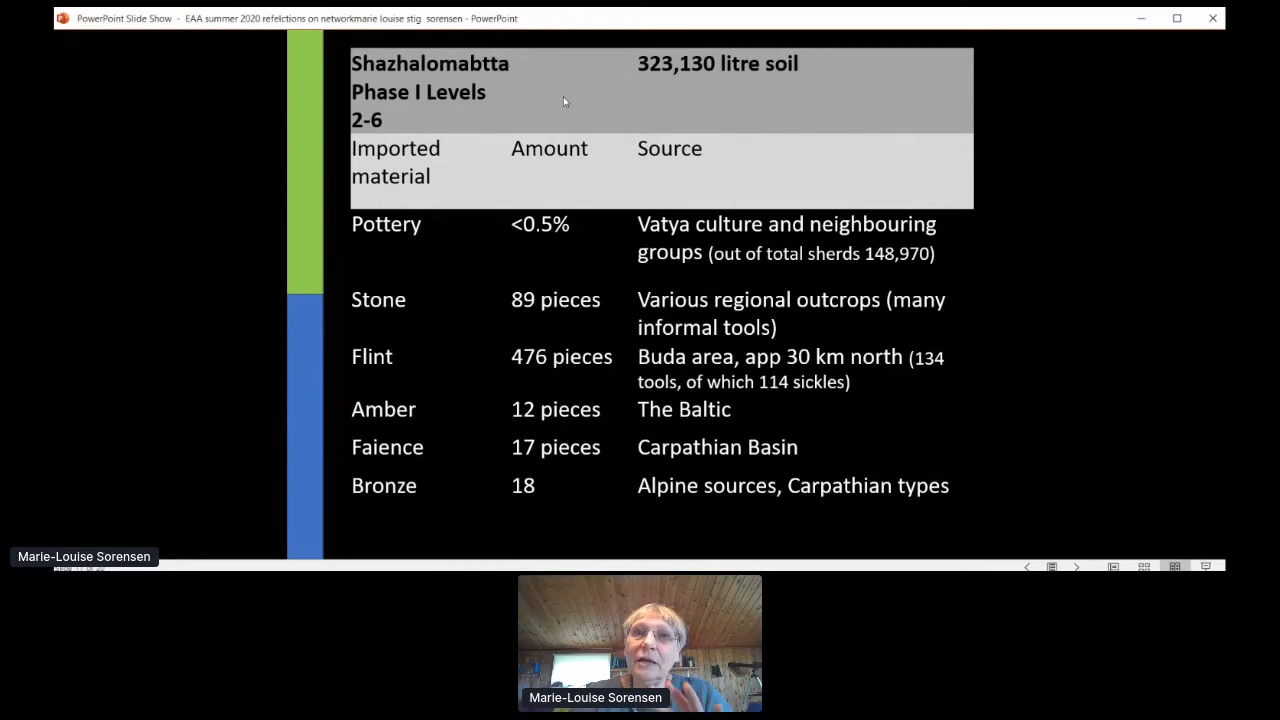 PowerPoint Slide Show - EAA summer 2020 refelctions on networkmarie louise stig sorensen - PowerPoint
Shazhalomabtta 323,130 litre soil
Phase I Levels
2-6
Imported Amount Source
material
Pottery <0.5% Vatya culture and neighbouring
groups (out of total sherds 148,970)
Stone 89 pieces Various regional outcrops (many
informal tools)
Flint 476 pieces Buda area, app 30 km north (134
tools, of which 114 sickles)
Amber 12 pieces The Baltic
Faience 17 pieces Carpathian Basin
Bronze 18 Alpine sources, Carpathian types
Marie-Louise Sorensen
Marie-Louise Sorensen